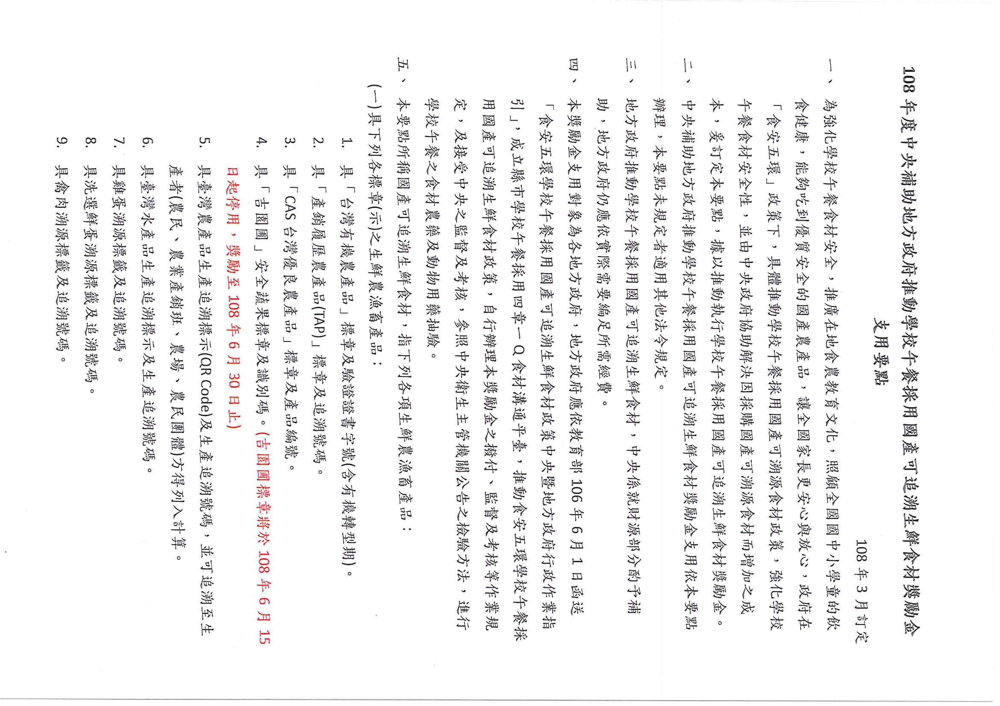 108 年度中央補助地方政府推動學校午餐採用國產可追溯生鮮食材獎勵金
支用要點
108 年 3 月訂定
一、 為強化學校午餐食材安全，推廣在地食農教育文化，照顧全國國中小學童的飲
食健康，能夠吃到優質安全的國產農產品，讓全國家長更安心與放心，政府在
「食安五環」政策下，具體推動學校午餐採用國產可溯源食材政策，強化學校
午餐食材安全性，並由中央政府協助解決因採購國產可溯源食材而增加之成
本，爰訂定本要點，據以推動執行學校午餐採用國產可追溯生鮮食材獎勵金。
二、 中央補助地方政府推動學校午餐採用國產可追溯生鮮食材獎勵金支用依本要點
辦理，本要點未規定者適用其他法令規定。
三、 地方政府推動學校午餐採用國產可追溯生鮮食材，中央係就財源部分酌予補
助，地方政府仍應依實際需要編足所需經費。
四、 本獎勵金支用對象為各地方政府，地方政府應依教育部 106 年 6 月 1 日函送
「食安五環學校午餐採用國產可追溯生鮮食材政策中央暨地方政府行政作業指
引」，成立縣市學校午餐採用四章一 Q 食材溝通平臺，推動食安五環學校午餐採
用國產可追溯生鮮食材政策，自行辦理本獎勵金之撥付、監督及考核等作業規
定，及接受中央之監督及考核，參照中央衛生主管機關公告之檢驗方法，進行
學校午餐之食材農藥及動物用藥抽驗。
五、 本要點所稱國產可追溯生鮮食材，指下列各項生鮮農漁畜產品：
(一)具下列各標章(示)之生鮮農漁畜產品：
1. 具「台灣有機農產品」標章及驗證證書字號(含有機轉型期)。
2. 具「產銷履歷農產品(TAP)」標章及追溯號碼。
3. 具「CAS 台灣優良農產品」標章及產品編號。
4. 具「吉園圃」安全蔬果標章及識別碼。(吉園圃標章將於 108 年 6 月 15
日起停用，獎勵至 108 年 6 月 30 日止)
5. 具臺灣農產品生產追溯標示(QR Code)及生產追溯號碼，並可追溯至生
產者(農民、農業產銷班、農場、農民團體)方得列入計算。
6. 具臺灣水產品生產追溯標示及生產追溯號碼。
7. 具雞蛋溯源標籤及追溯號碼。
8. 具洗選鮮蛋溯源標籤及追溯號碼。
9. 具禽肉溯源標籤及追溯號碼。